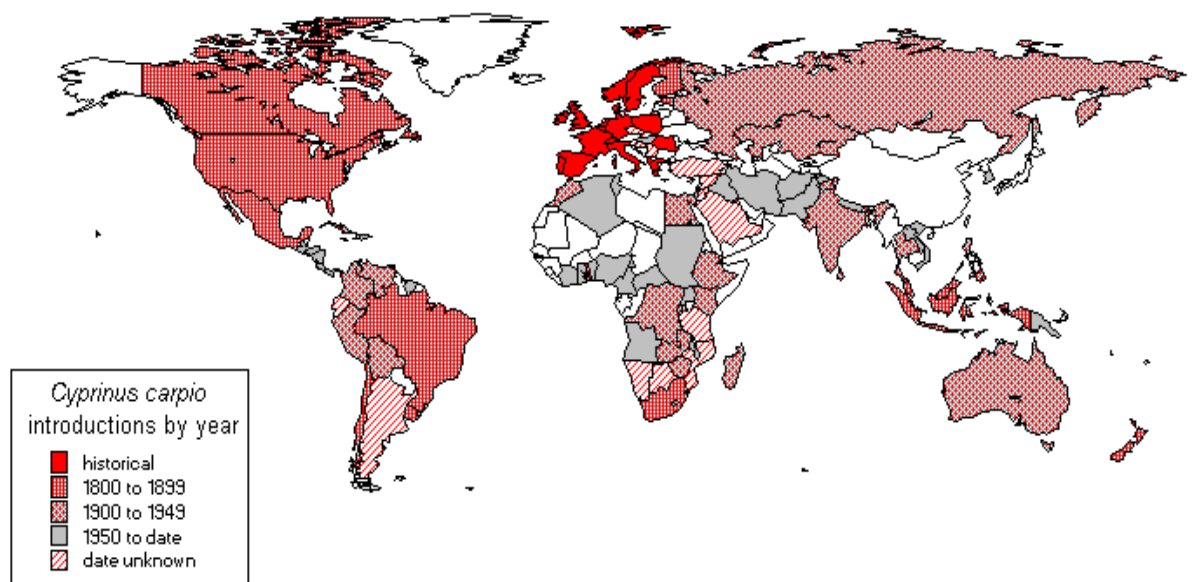 Cyprinus carpio
introductions by year
historical
1800 to 1899
1900 to 1949
1950 to date
date unknown